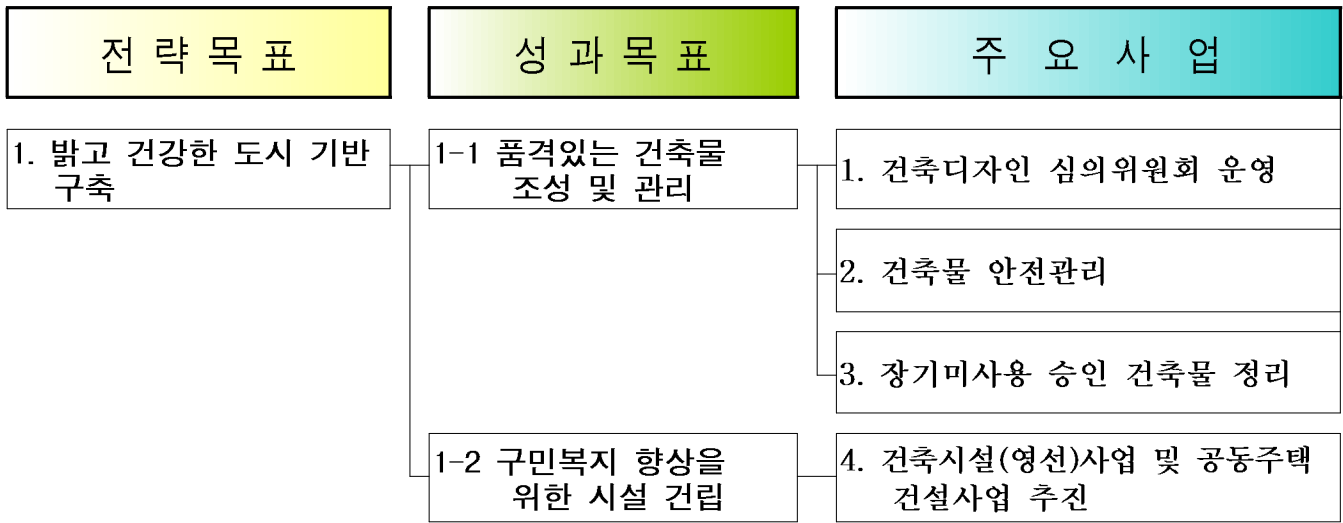 전 략 목 표
성 과 목 표
주 요 사 업
1. 밝고 건강한 도시 기반
구축
1-1 품격있는 건축물
조성 및 관리
1. 건축디자인 심의위원회 운영
2. 건축물 안전관리
3. 장기미사용 승인 건축물 정리
1-2 구민복지 향상을
위한 시설 건립
4. 건축시설(영선)사업 및 공동주택
건설사업 추진